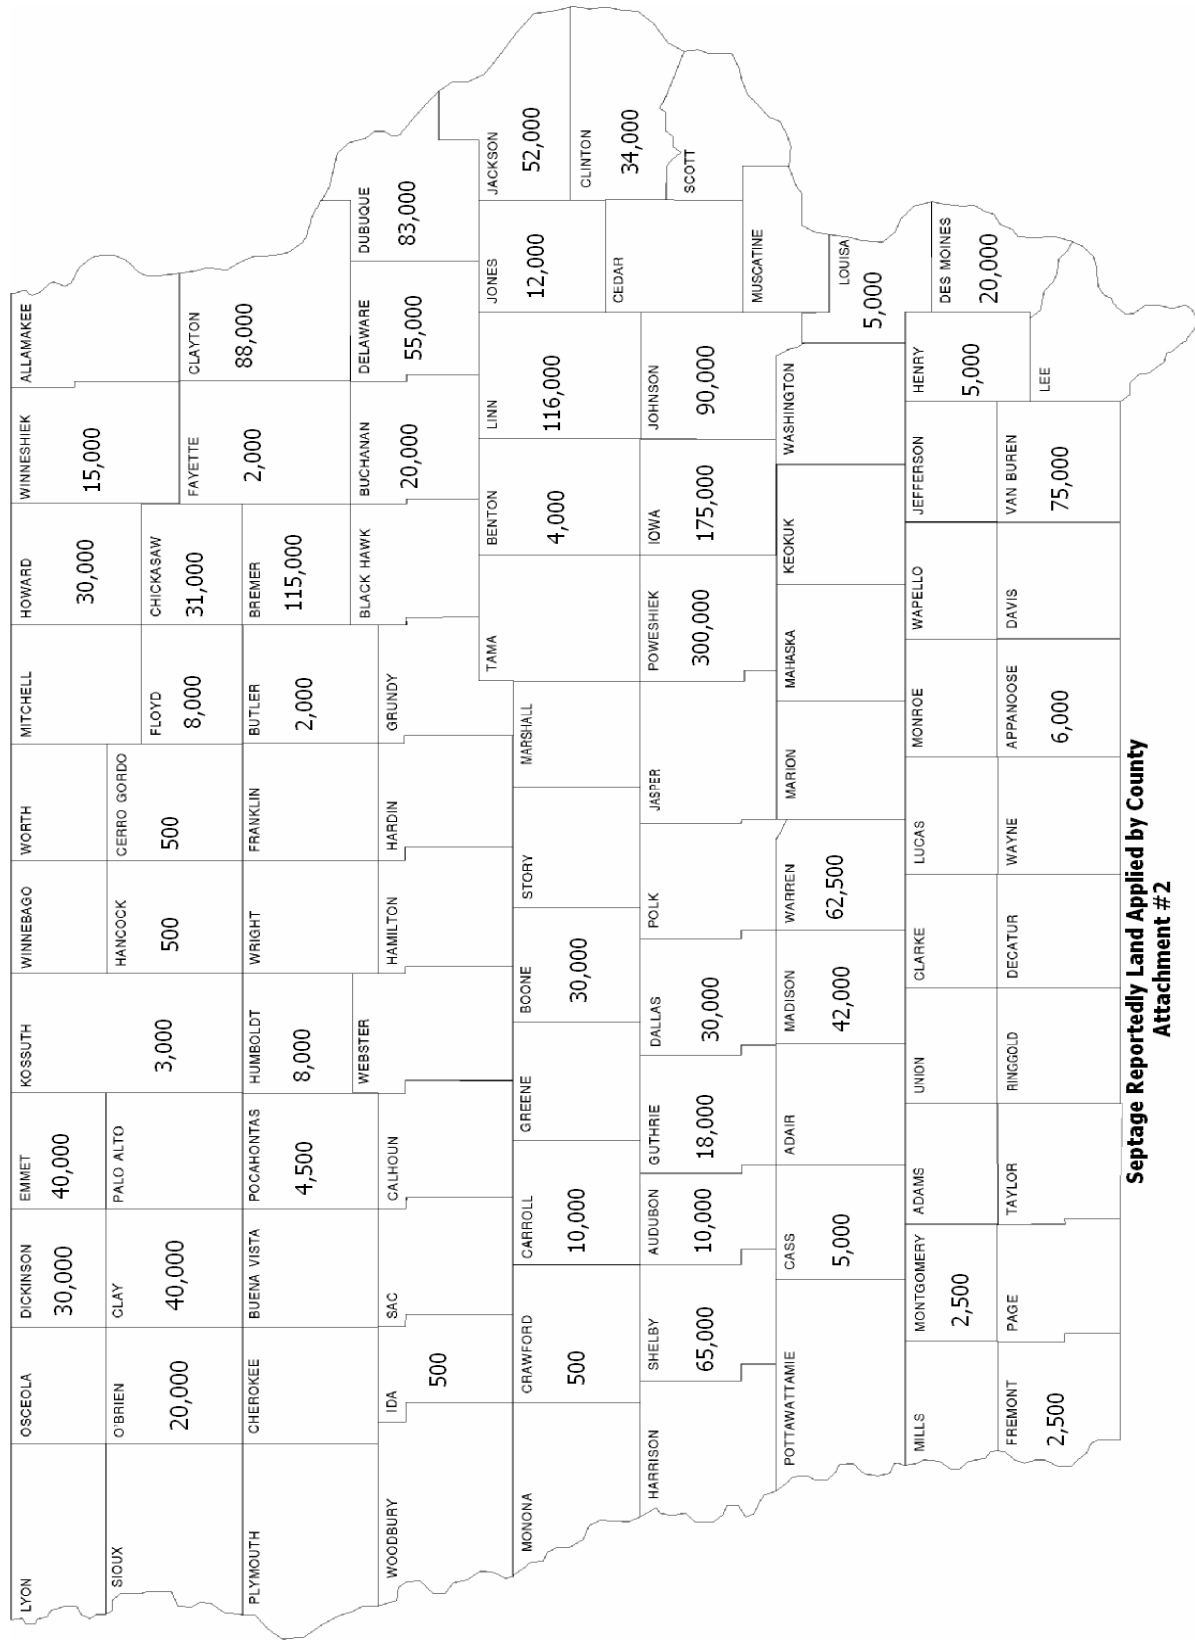 LYON
OSCEOLA
DICKINSON
30,000
EMMET
40,000
KOSSUTH
3,000
WINNEBAGO
WORTH
MITCHELL
HOWARD
30,000
WINNESHIEK
15,000
ALLAMAKEE
SIOUX
O'BRIEN
20,000
CLAY
40,000
PALO ALTO
HANCOCK
500
CERRO GORDO
500
FLOYD
8,000
CHICKASAW
31,000
FAYETTE
2,000
CLAYTON
88,000
PLYMOUTH
CHEROKEE
BUENA VISTA
POCAHONTAS
4,500
HUMBOLDT
8,000
WRIGHT
FRANKLIN
BUTLER
2,000
BREMER
115,000
WOODBURY
IDA
500
SAC
CALHOUN
WEBSTER
HAMILTON
HARDIN
GRUNDY
BLACK HAWK
BUCHANAN
20,000
DELAWARE
55,000
DUBUQUE
83,000
MONONA
CRAWFORD
500
CARROLL
10,000
GREENE
BOONE
30,000
STORY
MARSHALL
TAMA
BENTON
4,000
LINN
116,000
JONES
12,000
JACKSON
52,000
CLINTON
34,000
CEDAR
SCOTT
HARRISON
SHELBY
65,000
AUDUBON
10,000
GUTHRIE
18,000
DALLAS
30,000
POLK
JASPER
POWESHIEK
300,000
IOWA
175,000
JOHNSON
90,000
MUSCATINE
POTTAWATTAMIE
CASS
5,000
ADAIR
MADISON
42,000
WARREN
62,500
MARION
MAHASKA
KEOKUK
WASHINGTON
LOUISA
5,000
MILLS
MONTGOMERY
2,500
ADAMS
UNION
CLARKE
LUCAS
MONROE
WAPELLO
JEFFERSON
HENRY
5,000
DES MOINES
20,000
FREMONT
2,500
PAGE
TAYLOR
RINGGOLD
DECATUR
WAYNE
APPANOOSE
6,000
DAVIS
VAN BUREN
75,000
LEE
Septage Reportedly Land Applied by County
Attachment #2